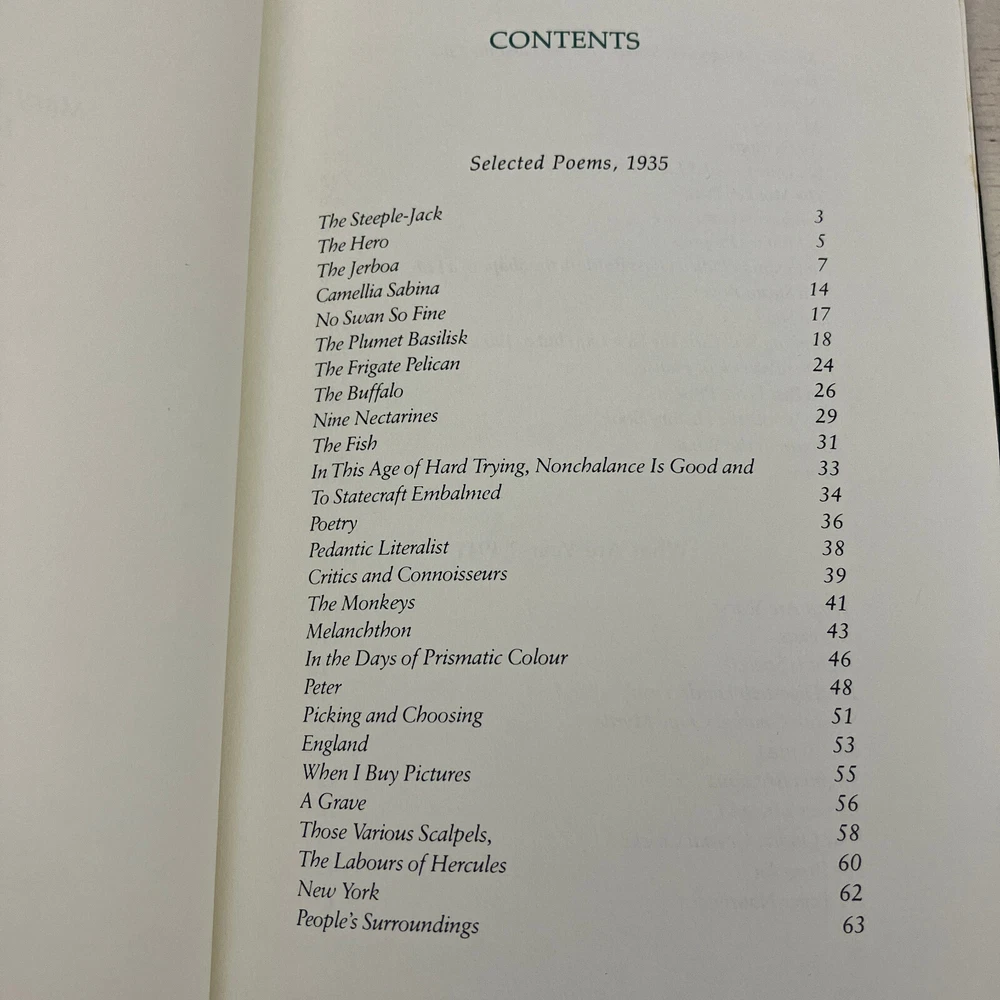 CONTENTS
Selected Poems, 1935
The Steeple-Jack 3
The Hero 5
The Jerboa 7
Camellia Sabina 14
No Swan So Fine 17
The Plumet Basilisk 18
The Frigate Pelican 24
The Buffalo 26
Nine Nectarines 29
The Fish 31
In This Age of Hard Trying, Nonchalance Is Good and 33
To Statecraft Embalmed 34
Poetry 36
Pedantic Literalist 38
Critics and Connoisseurs 39
The Monkeys 41
Melanchthon 43
In the Days of Prismatic Colour 46
Peter 48
Picking and Choosing 51
England 53
When I Buy Pictures 55
A Grave 56
Those Various Scalpels, 58
The Labours of Hercules 60
New York 62
People's Surroundings 63